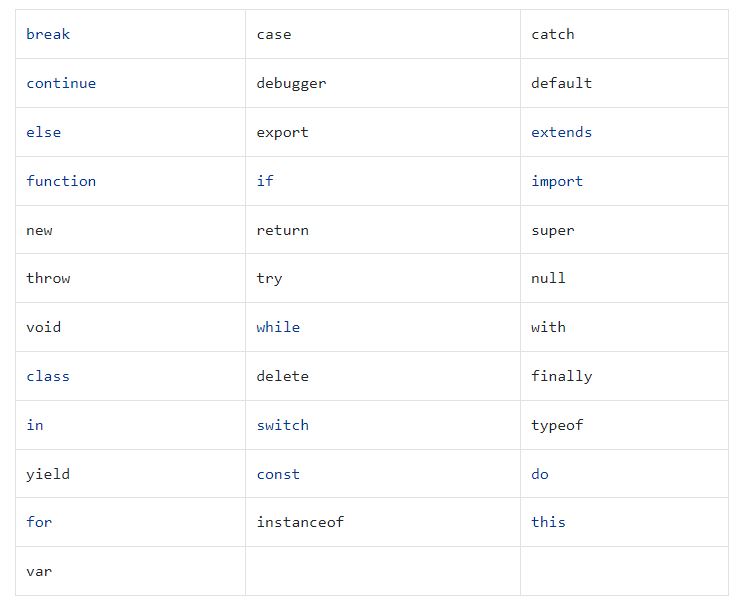 break case catch
continue debugger default
else export extends
function if import
new return super
throw try null
void while with
class delete finally
in switch typeof
yield const do
for instanceof this
var